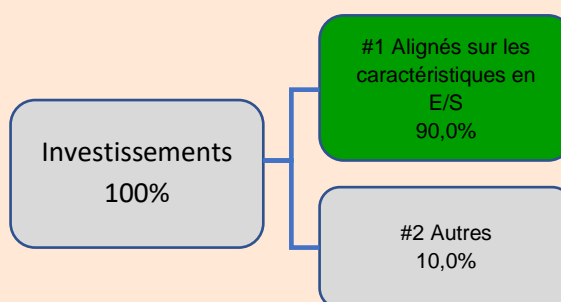 Investissements
100%
#1 Alignés sur les
caractéristiques en
E/S
90,0%
#2 Autres
10,0%